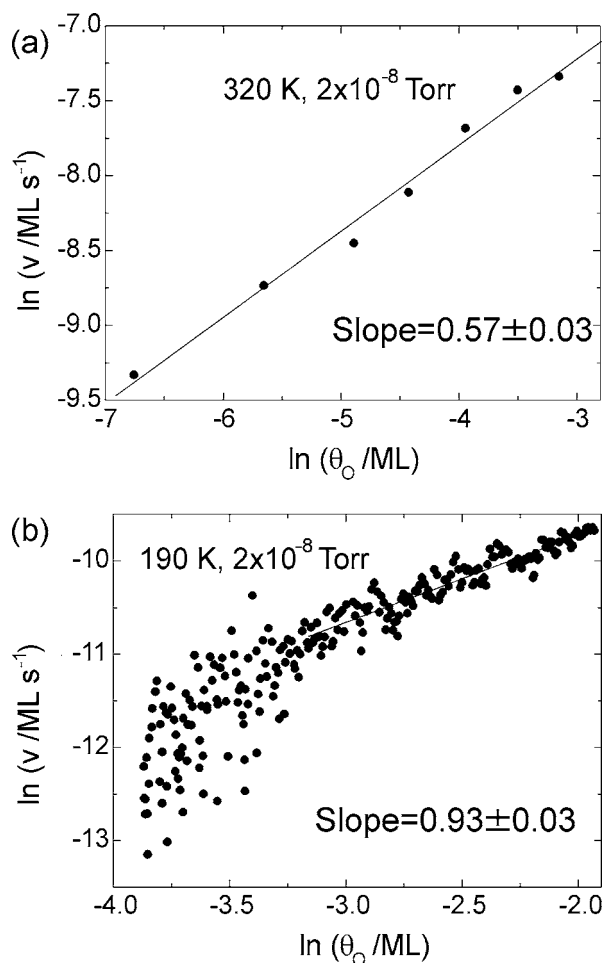 (a)
-7.0
-7.5
-8.0
-8.5
-9.0
-9.5
ln (v /ML s⁻¹)
320 K, 2x10⁻⁸ Torr
Slope=0.57±0.03
-7 -6 -5 -4 -3
ln (θ_O /ML)
(b)
-10
-11
-12
-13
ln (v /ML s⁻¹)
190 K, 2x10⁻⁸ Torr
Slope=0.93±0.03
-4.0 -3.5 -3.0 -2.5 -2.0
ln (θ_O /ML)